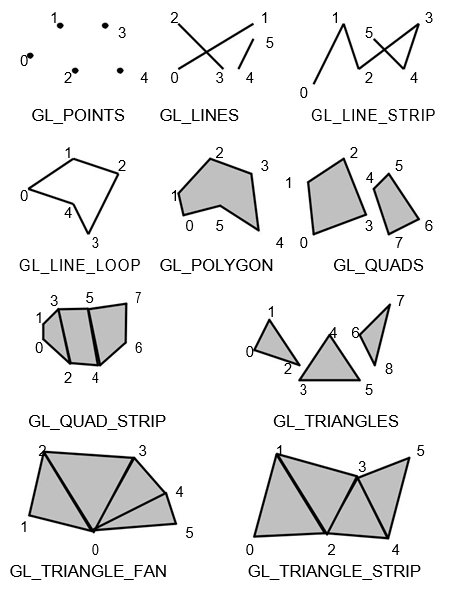 1 3 0 2 4
GL_POINTS
2 1 5 0 3 4
GL_LINES
1 3 5 2 4 0
GL_LINE_STRIP
1 2 0 4 3
GL_LINE_LOOP
2 3 1 0 5 4
GL_POLYGON
2 5 1 4 3 6 0 7
GL_QUADS
3 5 7 1 0 6 2 4
GL_QUAD_STRIP
7 1 4 6 0 2 8 3 5
GL_TRIANGLES
2 3 4 1 5 0
GL_TRIANGLE_FAN
1 5 3 0 2 4
GL_TRIANGLE_STRIP